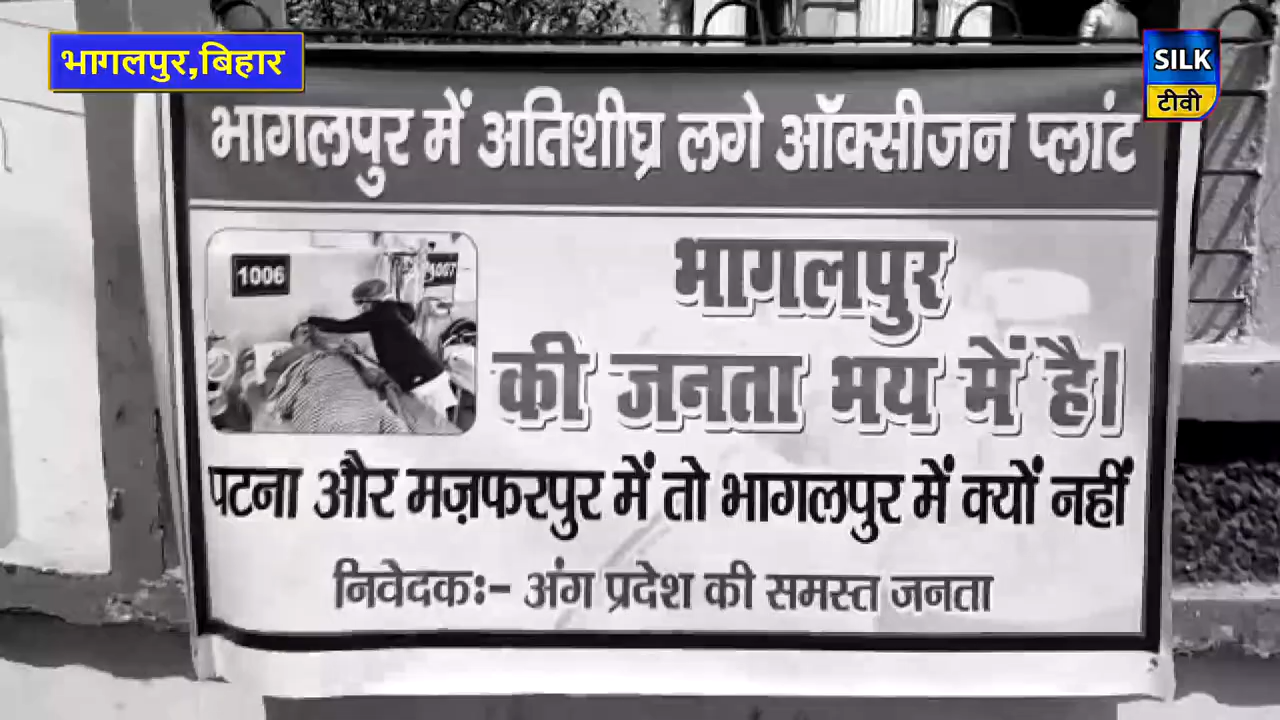 भागलपुर,बिहार
SILK
टीवी
भागलपुर में अतिशीघ्र लगे ऑक्सीजन प्लांट
1006
1007
भागलपुर
की जनता भय में है।
पटना और मज़फरपुर में तो भागलपुर में क्यों नहीं
निवेदकः- अंग प्रदेश की समस्त जनता